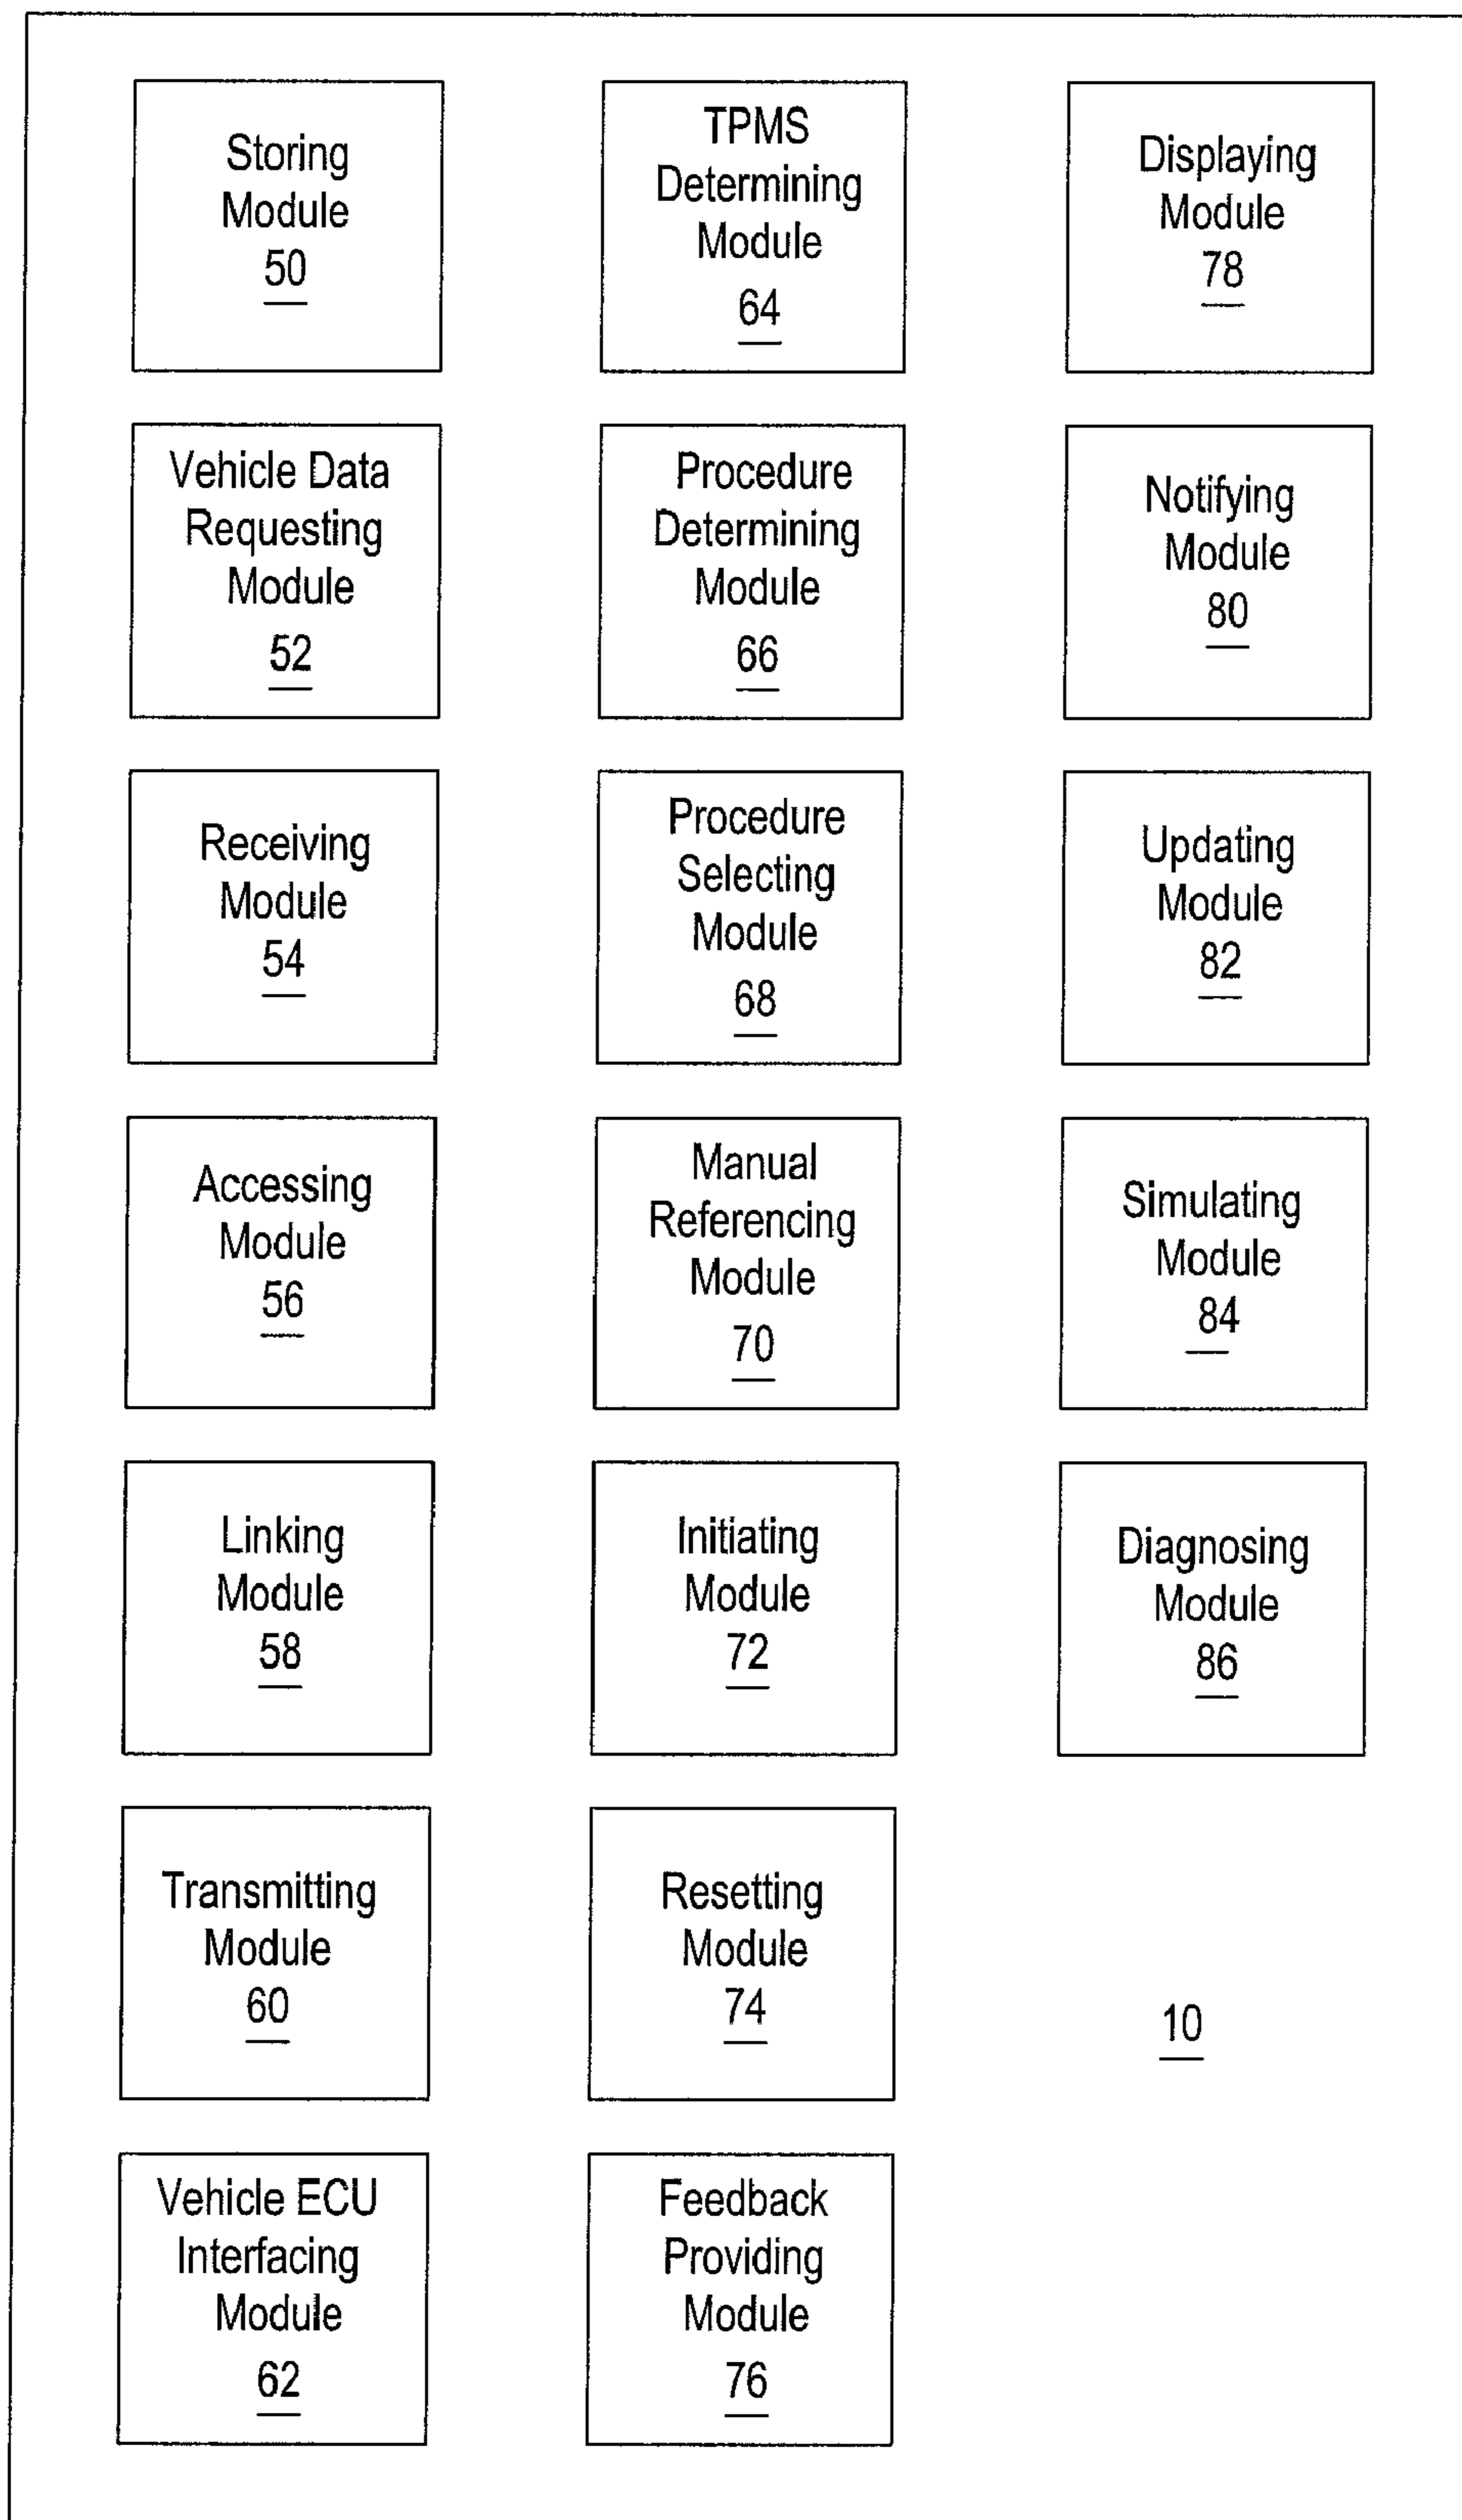 Storing
Module
50
Vehicle Data
Requesting
Module
52
Receiving
Module
54
Accessing
Module
56
Linking
Module
58
Transmitting
Module
60
Vehicle ECU
Interfacing
Module
62
TPMS
Determining
Module
64
Procedure
Determining
Module
66
Procedure
Selecting
Module
68
Manual
Referencing
Module
70
Initiating
Module
72
Resetting
Module
74
Feedback
Providing
Module
76
Displaying
Module
78
Notifying
Module
80
Updating
Module
82
Simulating
Module
84
Diagnosing
Module
86
10